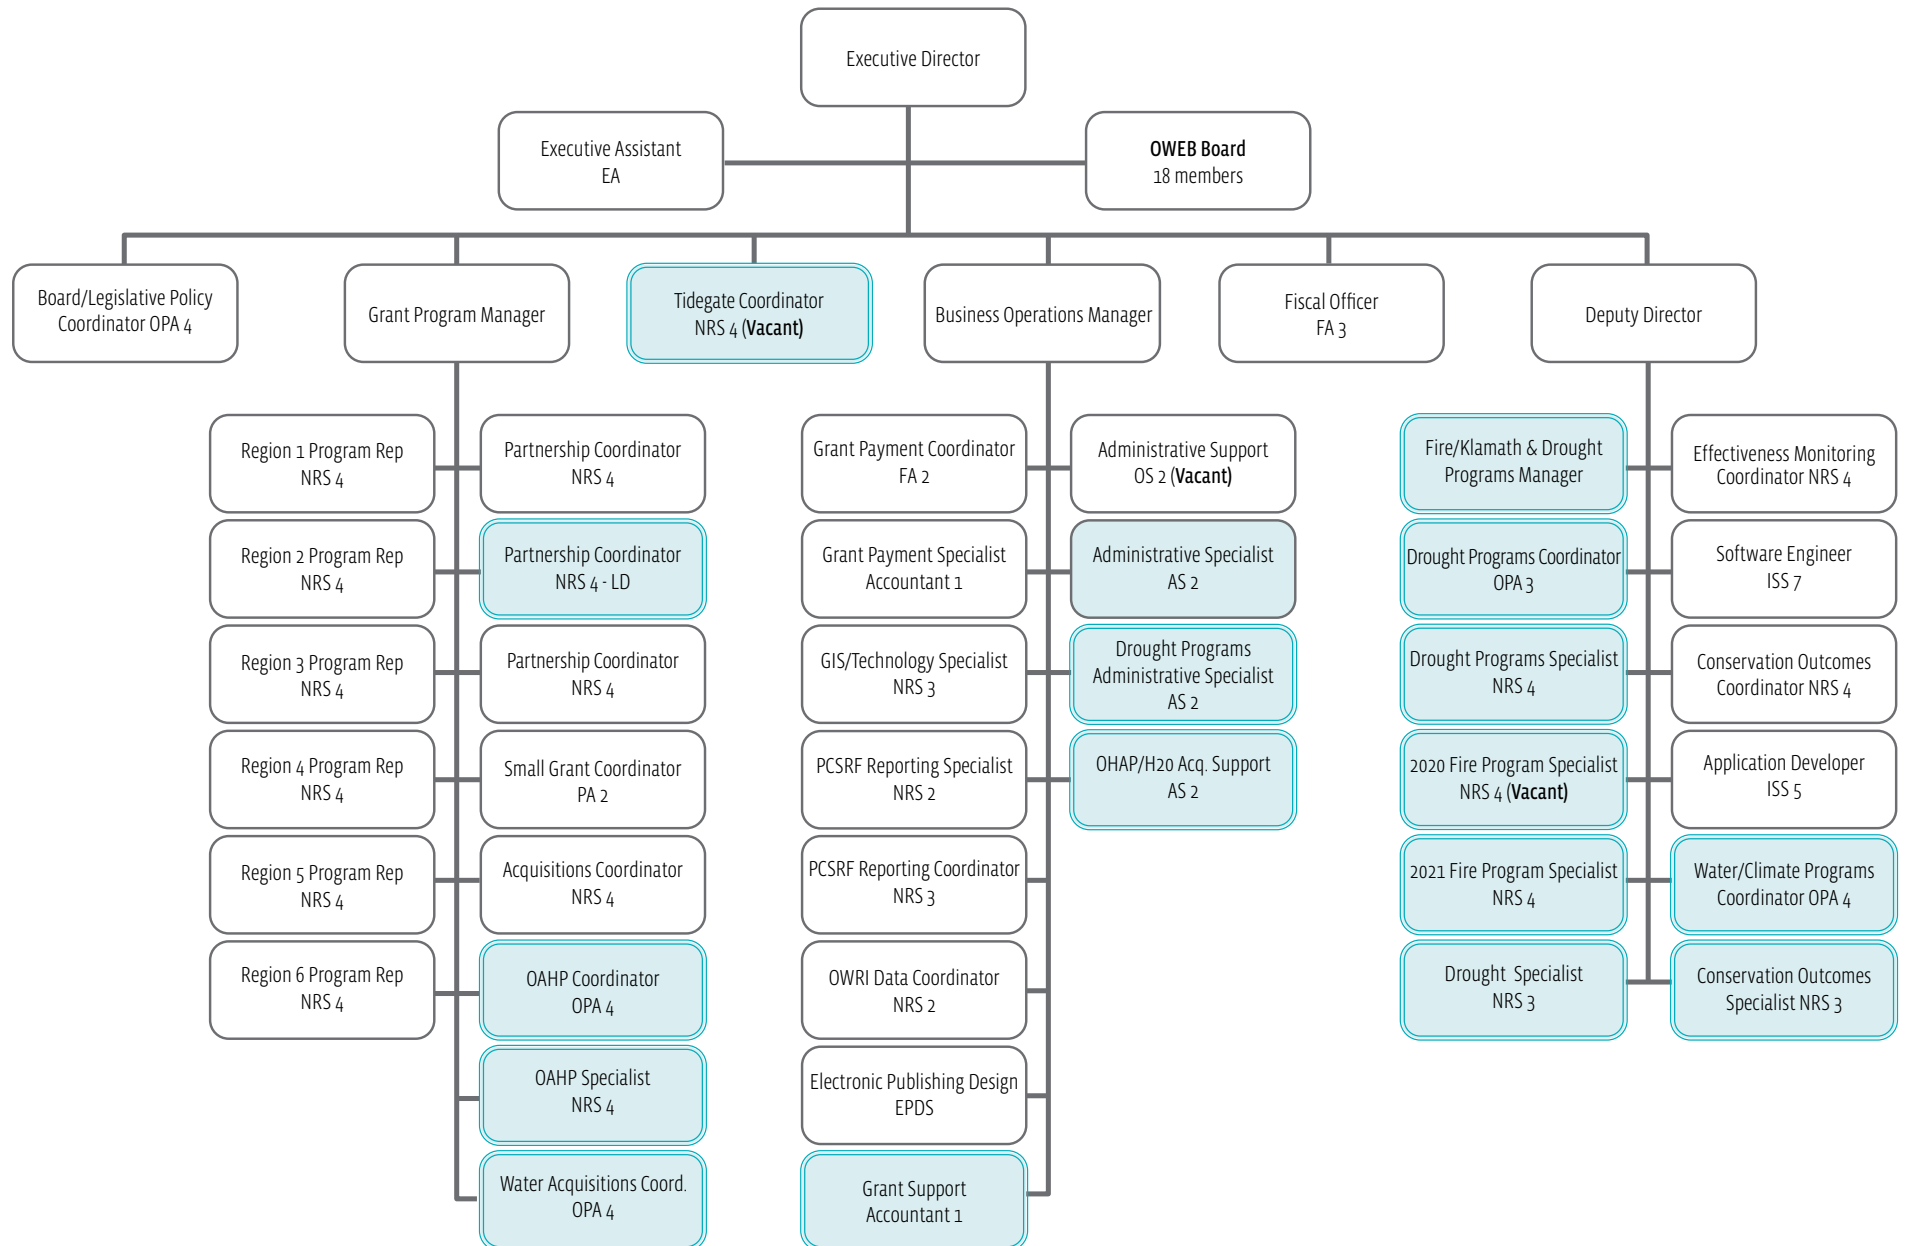 Executive Director
Executive Assistant
EA
OWEB Board
18 members
Board/Legislative Policy
Coordinator OPA 4
Grant Program Manager
Tidegate Coordinator
NRS 4 (Vacant)
Business Operations Manager
Fiscal Officer
FA 3
Deputy Director
Region 1 Program Rep
NRS 4
Partnership Coordinator
NRS 4
Region 2 Program Rep
NRS 4
Partnership Coordinator
NRS 4 - LD
Region 3 Program Rep
NRS 4
Partnership Coordinator
NRS 4
Region 4 Program Rep
NRS 4
Small Grant Coordinator
PA 2
Region 5 Program Rep
NRS 4
Acquisitions Coordinator
NRS 4
Region 6 Program Rep
NRS 4
OAHP Coordinator
OPA 4
OAHP Specialist
NRS 4
Water Acquisitions Coord.
OPA 4
Grant Payment Coordinator
FA 2
Administrative Support
OS 2 (Vacant)
Grant Payment Specialist
Accountant 1
Administrative Specialist
AS 2
GIS/Technology Specialist
NRS 3
Drought Programs
Administrative Specialist
AS 2
PCSRF Reporting Specialist
NRS 2
OHAP/H20 Acq. Support
AS 2
PCSRF Reporting Coordinator
NRS 3
OWRI Data Coordinator
NRS 2
Electronic Publishing Design
EPDS
Grant Support
Accountant 1
Fire/Klamath & Drought
Programs Manager
Effectiveness Monitoring
Coordinator NRS 4
Drought Programs Coordinator
OPA 3
Software Engineer
ISS 7
Drought Programs Specialist
NRS 4
Conservation Outcomes
Coordinator NRS 4
2020 Fire Program Specialist
NRS 4 (Vacant)
Application Developer
ISS 5
2021 Fire Program Specialist
NRS 4
Water/Climate Programs
Coordinator OPA 4
Drought Specialist
NRS 3
Conservation Outcomes
Specialist NRS 3